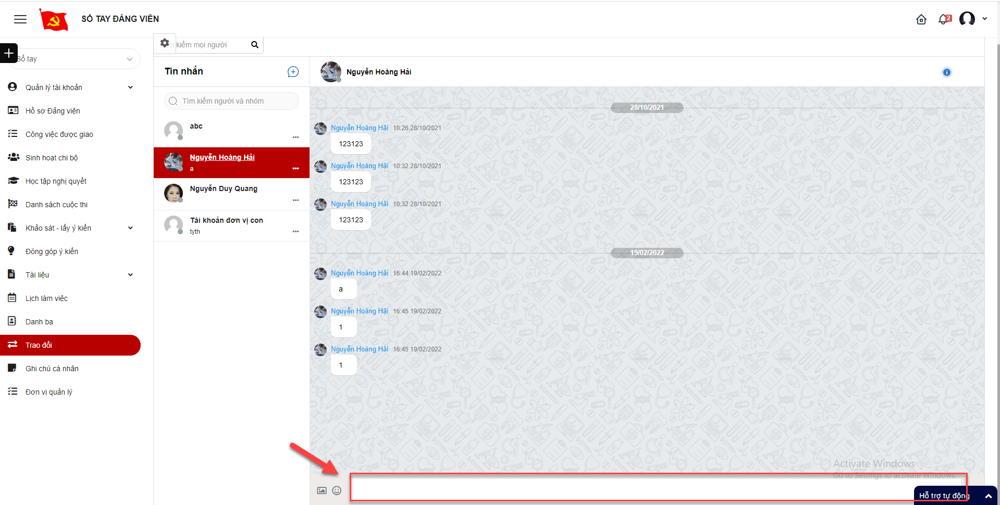 SỔ TAY ĐẢNG VIÊN
2
kiếm mọi người
Sổ tay
Quản lý tài khoản
Hồ sơ Đảng viên
Công việc được giao
Sinh hoạt chi bộ
Học tập nghị quyết
Danh sách cuộc thi
Khảo sát - lấy ý kiến
Đóng góp ý kiến
Tài liệu
Lịch làm việc
Danh bạ
Trao đổi
Ghi chú cá nhân
Đơn vị quản lý
Tin nhắn
Tìm kiếm người và nhóm
abc
Nguyễn Hoàng Hải
a
Nguyễn Duy Quang
Tài khoản đơn vị con
tyth
Nguyễn Hoàng Hải
28/10/2021
Nguyễn Hoàng Hải 10:26 28/10/2021
123123
Nguyễn Hoàng Hải 10:32 28/10/2021
123123
Nguyễn Hoàng Hải 10:32 28/10/2021
123123
19/02/2022
Nguyễn Hoàng Hải 16:44 19/02/2022
a
Nguyễn Hoàng Hải 16:45 19/02/2022
1
Nguyễn Hoàng Hải 16:45 19/02/2022
1
Activate Windows
Go to Settings to activate Windows.
Hỗ trợ tự động